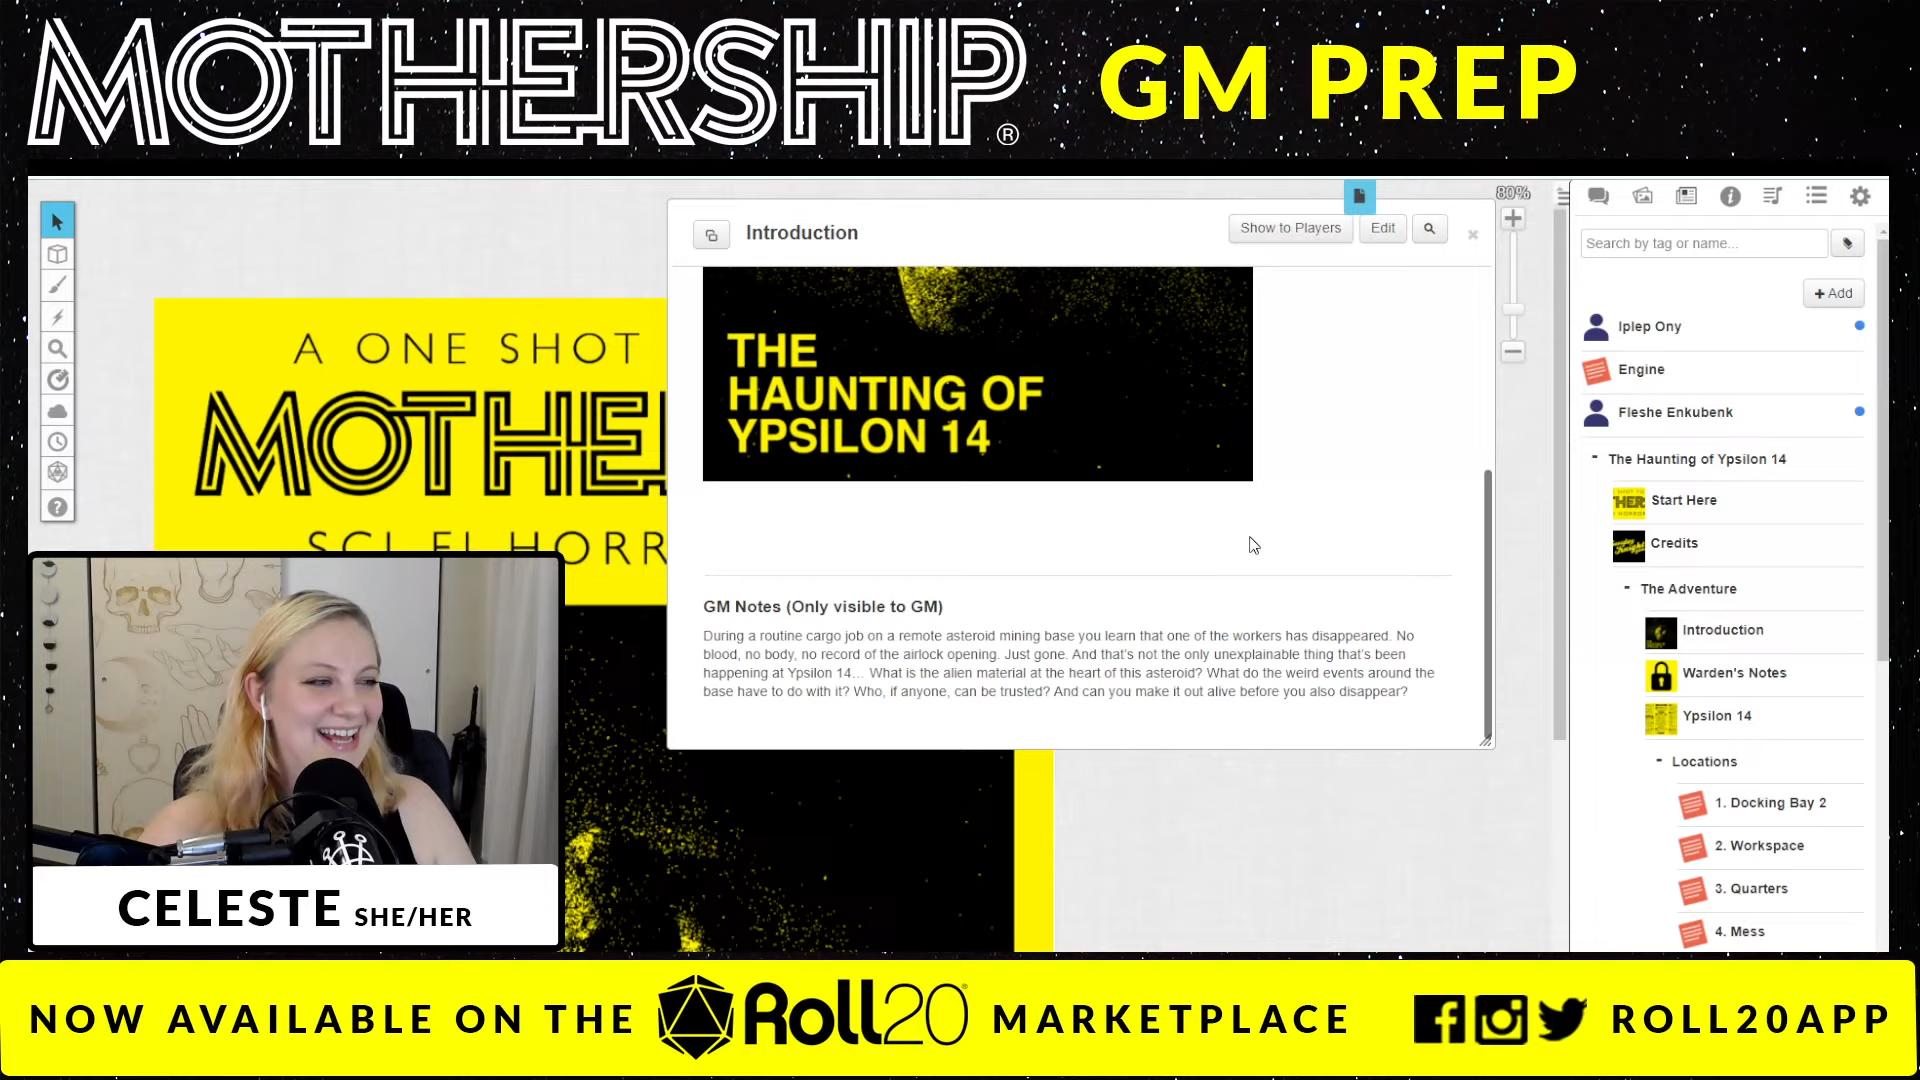 MOTHERSHIP®
GM PREP
80%
Introduction
Show to Players
Edit
THE
HAUNTING OF
YPSILON 14
GM Notes (Only visible to GM)
During a routine cargo job on a remote asteroid mining base you learn that one of the workers has disappeared. No
blood, no body, no record of the airlock opening. Just gone. And that's not the only unexplainable thing that's been
happening at Ypsilon 14… What is the alien material at the heart of this asteroid? What do the weird events around the
base have to do with it? Who, if anyone, can be trusted? And can you make it out alive before you also disappear?
A ONE SHOT
MOTHE
SCI FI HORR
Search by tag or name...
+ Add
Iplep Ony
Engine
Fleshe Enkubenk
The Haunting of Ypsilon 14
Start Here
Credits
The Adventure
Introduction
Warden's Notes
Ypsilon 14
Locations
1. Docking Bay 2
2. Workspace
3. Quarters
4. Mess
CELESTE SHE/HER
NOW AVAILABLE ON THE Roll20® MARKETPLACE
ROLL20APP